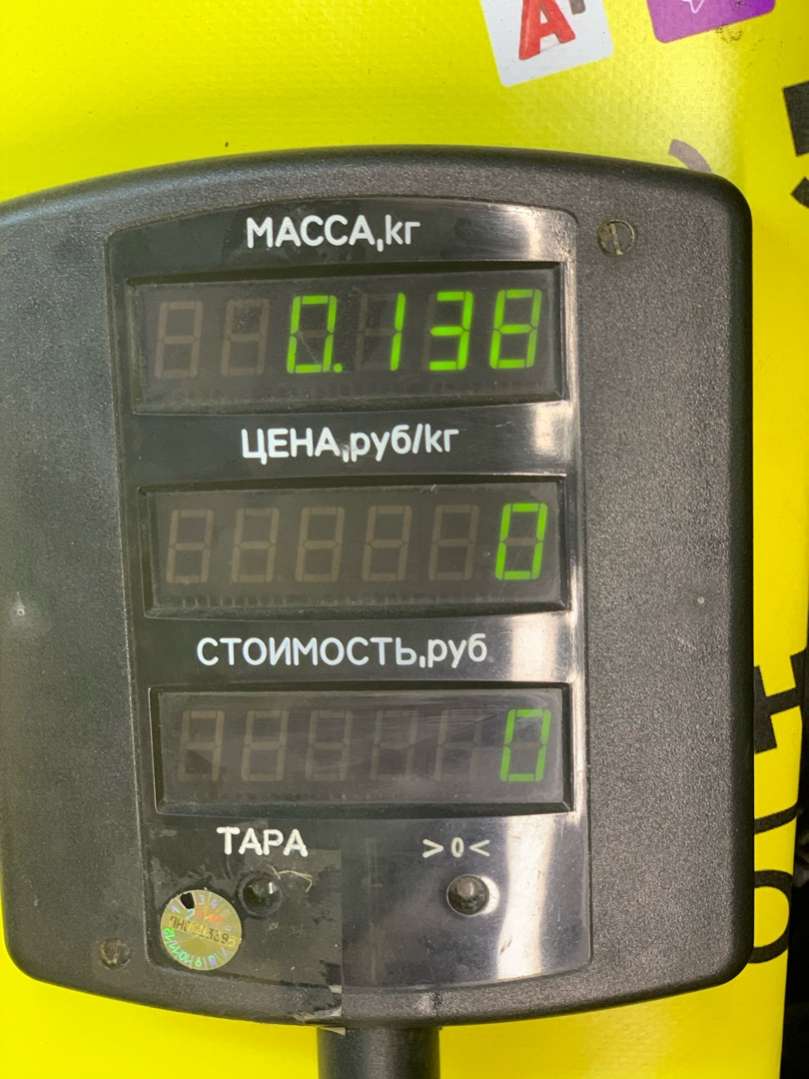 МАССА,кг
0.138
ЦЕНА,руб/кг
0
СТОИМОСТЬ,руб
0
ТАРА >0<